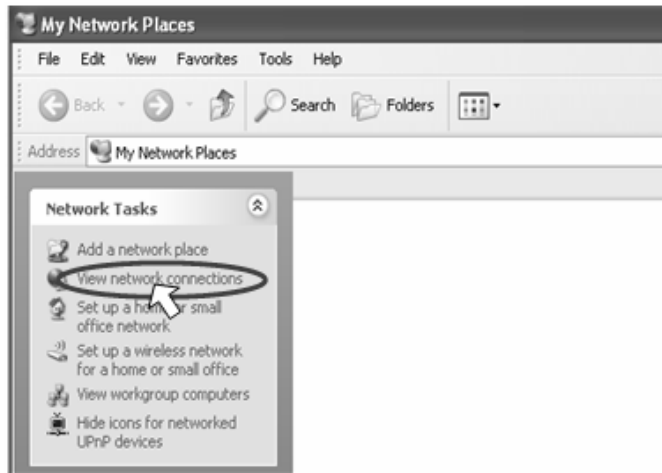 My Network Places
File Edit View Favorites Tools Help
Back Search Folders
Address My Network Places
Network Tasks
Add a network place
View network connections
Set up a home or small
office network
Set up a wireless network
for a home or small office
View workgroup computers
Hide icons for networked
UPnP devices